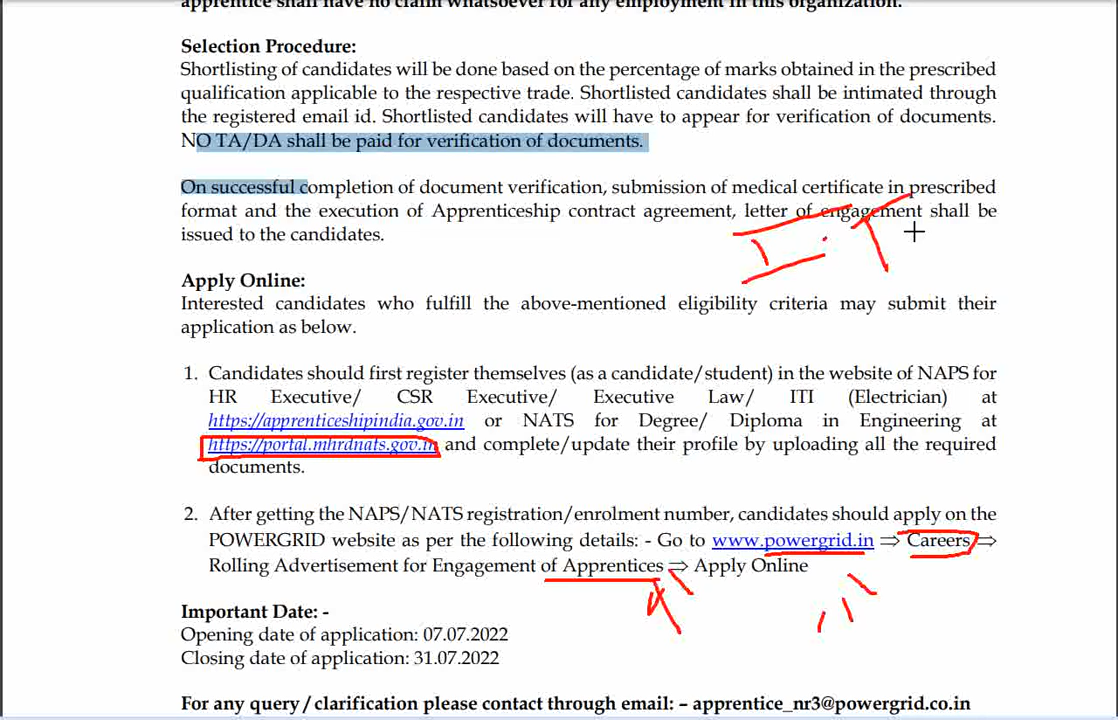 apprentice shall have no claim whatsoever for any employment in this organization.
Selection Procedure:
Shortlisting of candidates will be done based on the percentage of marks obtained in the prescribed
qualification applicable to the respective trade. Shortlisted candidates shall be intimated through
the registered email id. Shortlisted candidates will have to appear for verification of documents.
NO TA/DA shall be paid for verification of documents.
On successful completion of document verification, submission of medical certificate in prescribed
format and the execution of Apprenticeship contract agreement, letter of engagement shall be
issued to the candidates.
Apply Online:
Interested candidates who fulfill the above-mentioned eligibility criteria may submit their
application as below.
1. Candidates should first register themselves (as a candidate/student) in the website of NAPS for
HR Executive/ CSR Executive/ Executive Law/ ITI (Electrician) at
https://apprenticeshipindia.gov.in or NATS for Degree/ Diploma in Engineering at
https://portal.mhrdnats.gov.in and complete/update their profile by uploading all the required
documents.
2. After getting the NAPS/NATS registration/enrolment number, candidates should apply on the
POWERGRID website as per the following details: - Go to www.powergrid.in ⇒ Careers ⇒
Rolling Advertisement for Engagement of Apprentices ⇒ Apply Online
Important Date: -
Opening date of application: 07.07.2022
Closing date of application: 31.07.2022
For any query / clarification please contact through email: – apprentice_nr3@powergrid.co.in